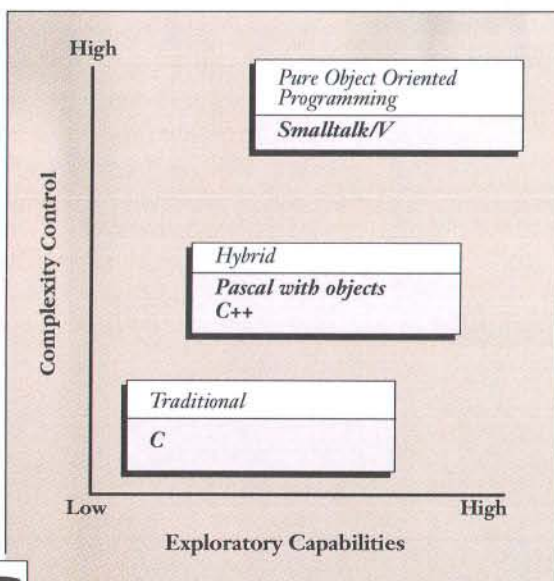 High
Complexity Control
Pure Object Oriented
Programming
Smalltalk/V
Hybrid
Pascal with objects
C++
Traditional
C
Low
High
Exploratory Capabilities